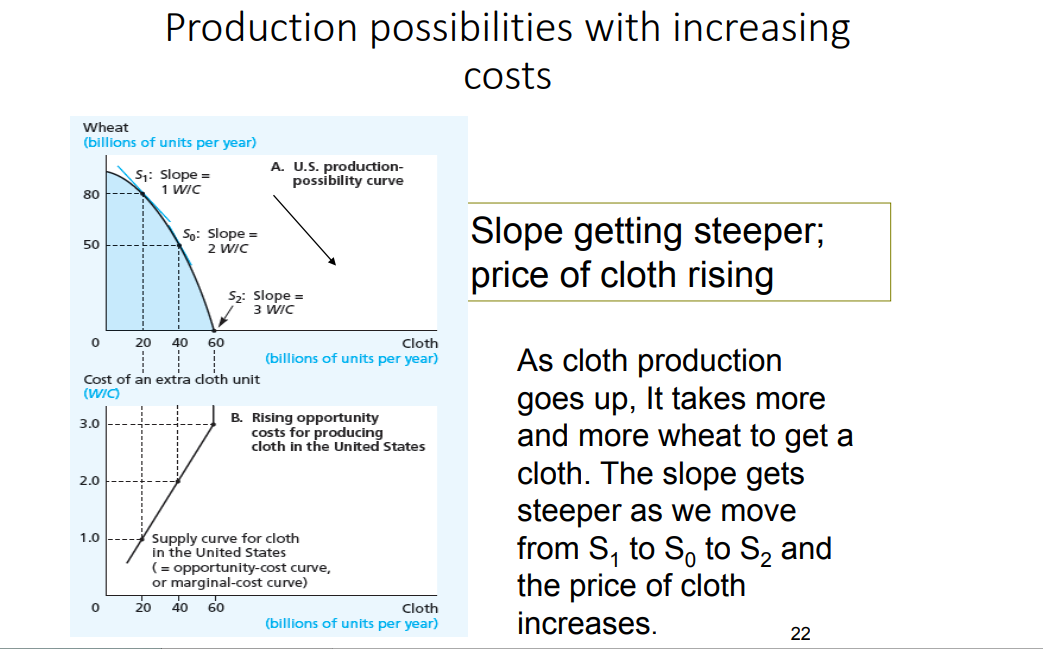 Production possibilities with increasing
costs
Wheat
(billions of units per year)
A. U.S. production-
possibility curve
S₁: Slope =
1 W/C
80
S₀: Slope =
2 W/C
50
S₂: Slope =
3 W/C
0 20 40 60 Cloth
(billions of units per year)
Cost of an extra cloth unit
(W/C)
3.0
B. Rising opportunity
costs for producing
cloth in the United States
2.0
1.0
Supply curve for cloth
in the United States
( = opportunity-cost curve,
or marginal-cost curve)
0 20 40 60 Cloth
(billions of units per year)
Slope getting steeper;
price of cloth rising
As cloth production
goes up, It takes more
and more wheat to get a
cloth. The slope gets
steeper as we move
from S₁ to S₀ to S₂ and
the price of cloth
increases.
22